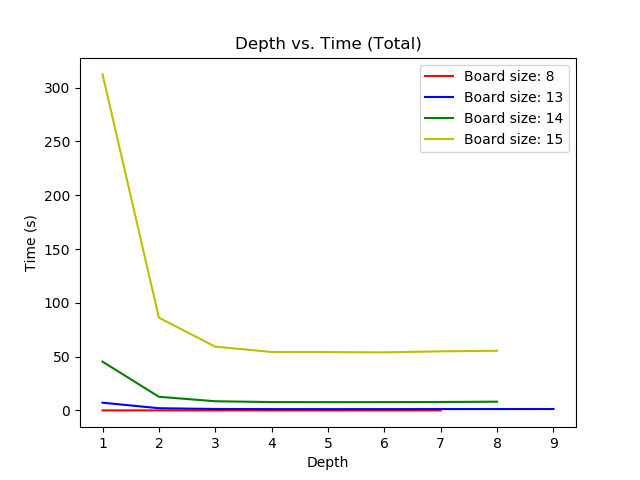 Depth vs. Time (Total)
Board size: 8
Board size: 13
Board size: 14
Board size: 15
300
250
200
150
100
50
0
Time (s)
1 2 3 4 5 6 7 8 9
Depth